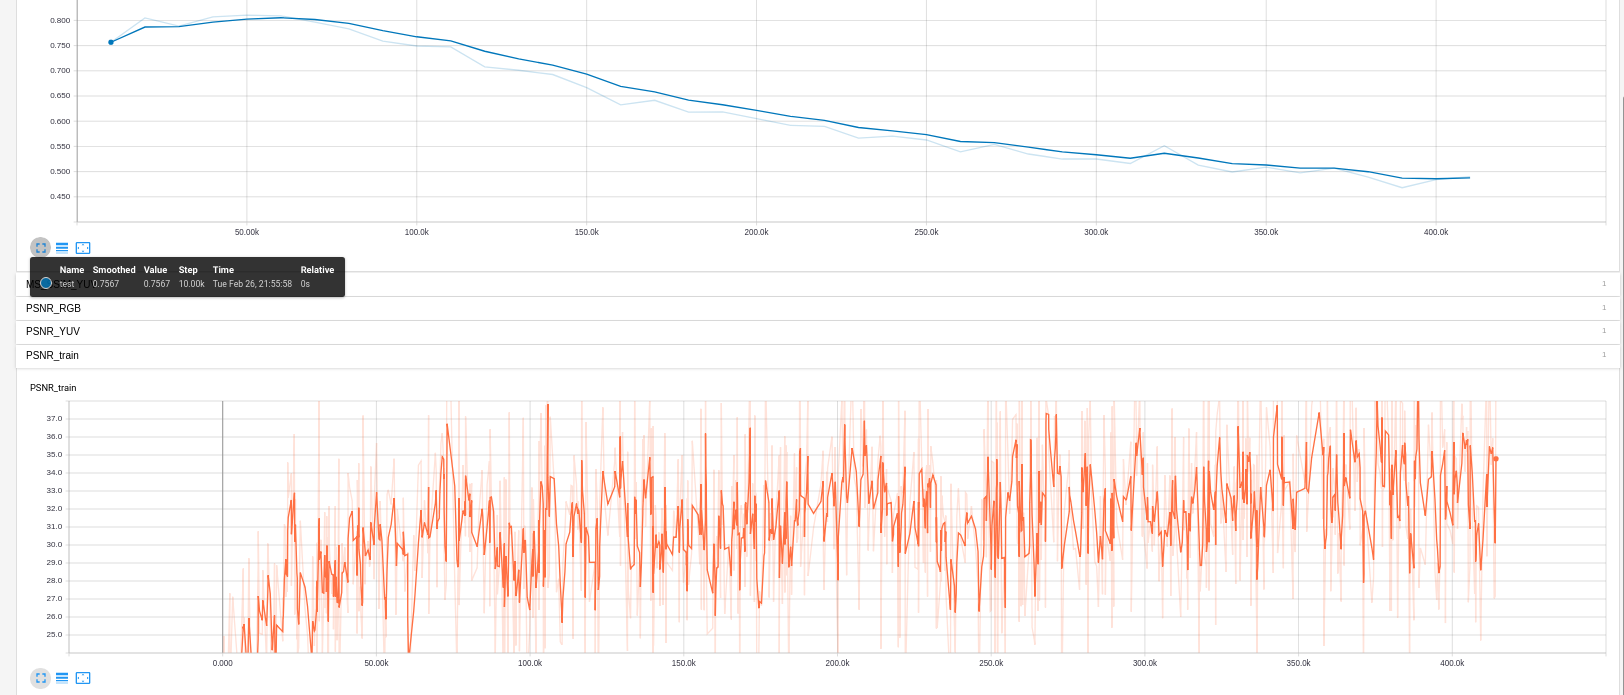 0.800
0.750
0.700
0.650
0.600
0.550
0.500
0.450
50.00k 100.0k 150.0k 200.0k 250.0k 300.0k 350.0k 400.0k
Name Smoothed Value Step Time Relative
test 0.7567 0.7567 10.00k Tue Feb 26, 21:55:58 0s
1
PSNR_RGB 1
PSNR_YUV 1
PSNR_train 1
PSNR_train
37.0
36.0
35.0
34.0
33.0
32.0
31.0
30.0
29.0
28.0
27.0
26.0
25.0
0.000 50.00k 100.0k 150.0k 200.0k 250.0k 300.0k 350.0k 400.0k